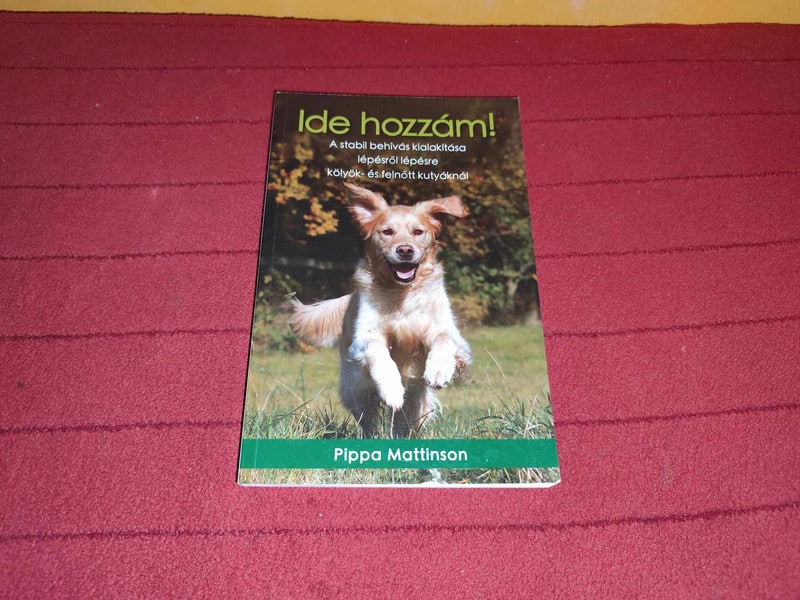 Ide hozzám!
A stabil behívás kialakítása
lépésről lépésre
kölyök- és felnőtt kutyáknál
Pippa Mattinson